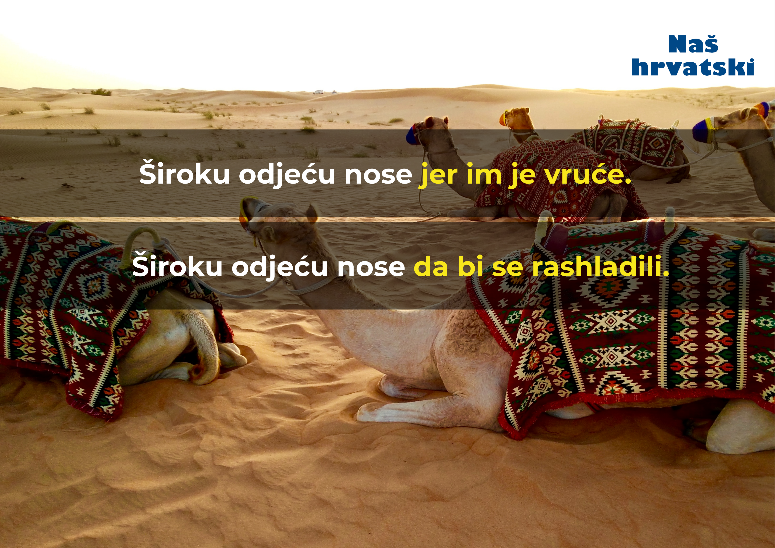 Naš
hrvatski
Široku odjeću nose jer im je vruće.
Široku odjeću nose da bi se rashladili.